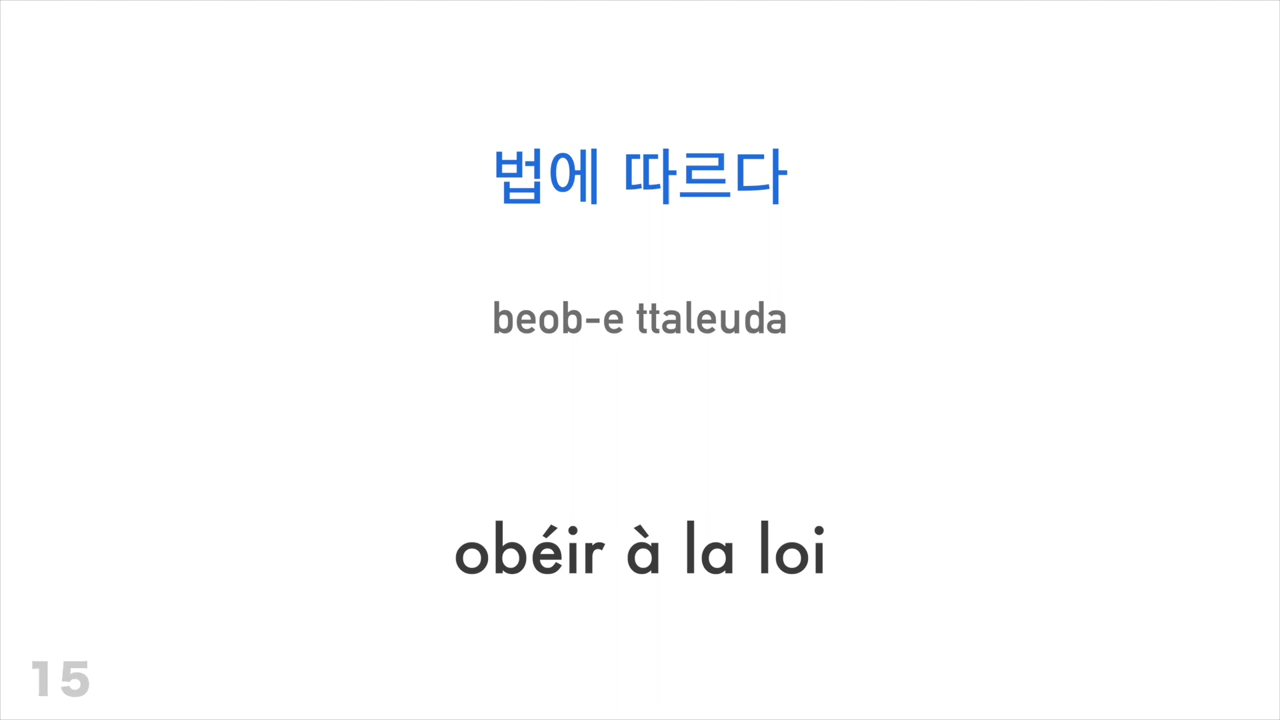 법에 따르다
beob-e ttaleuda
obéir à la loi
15